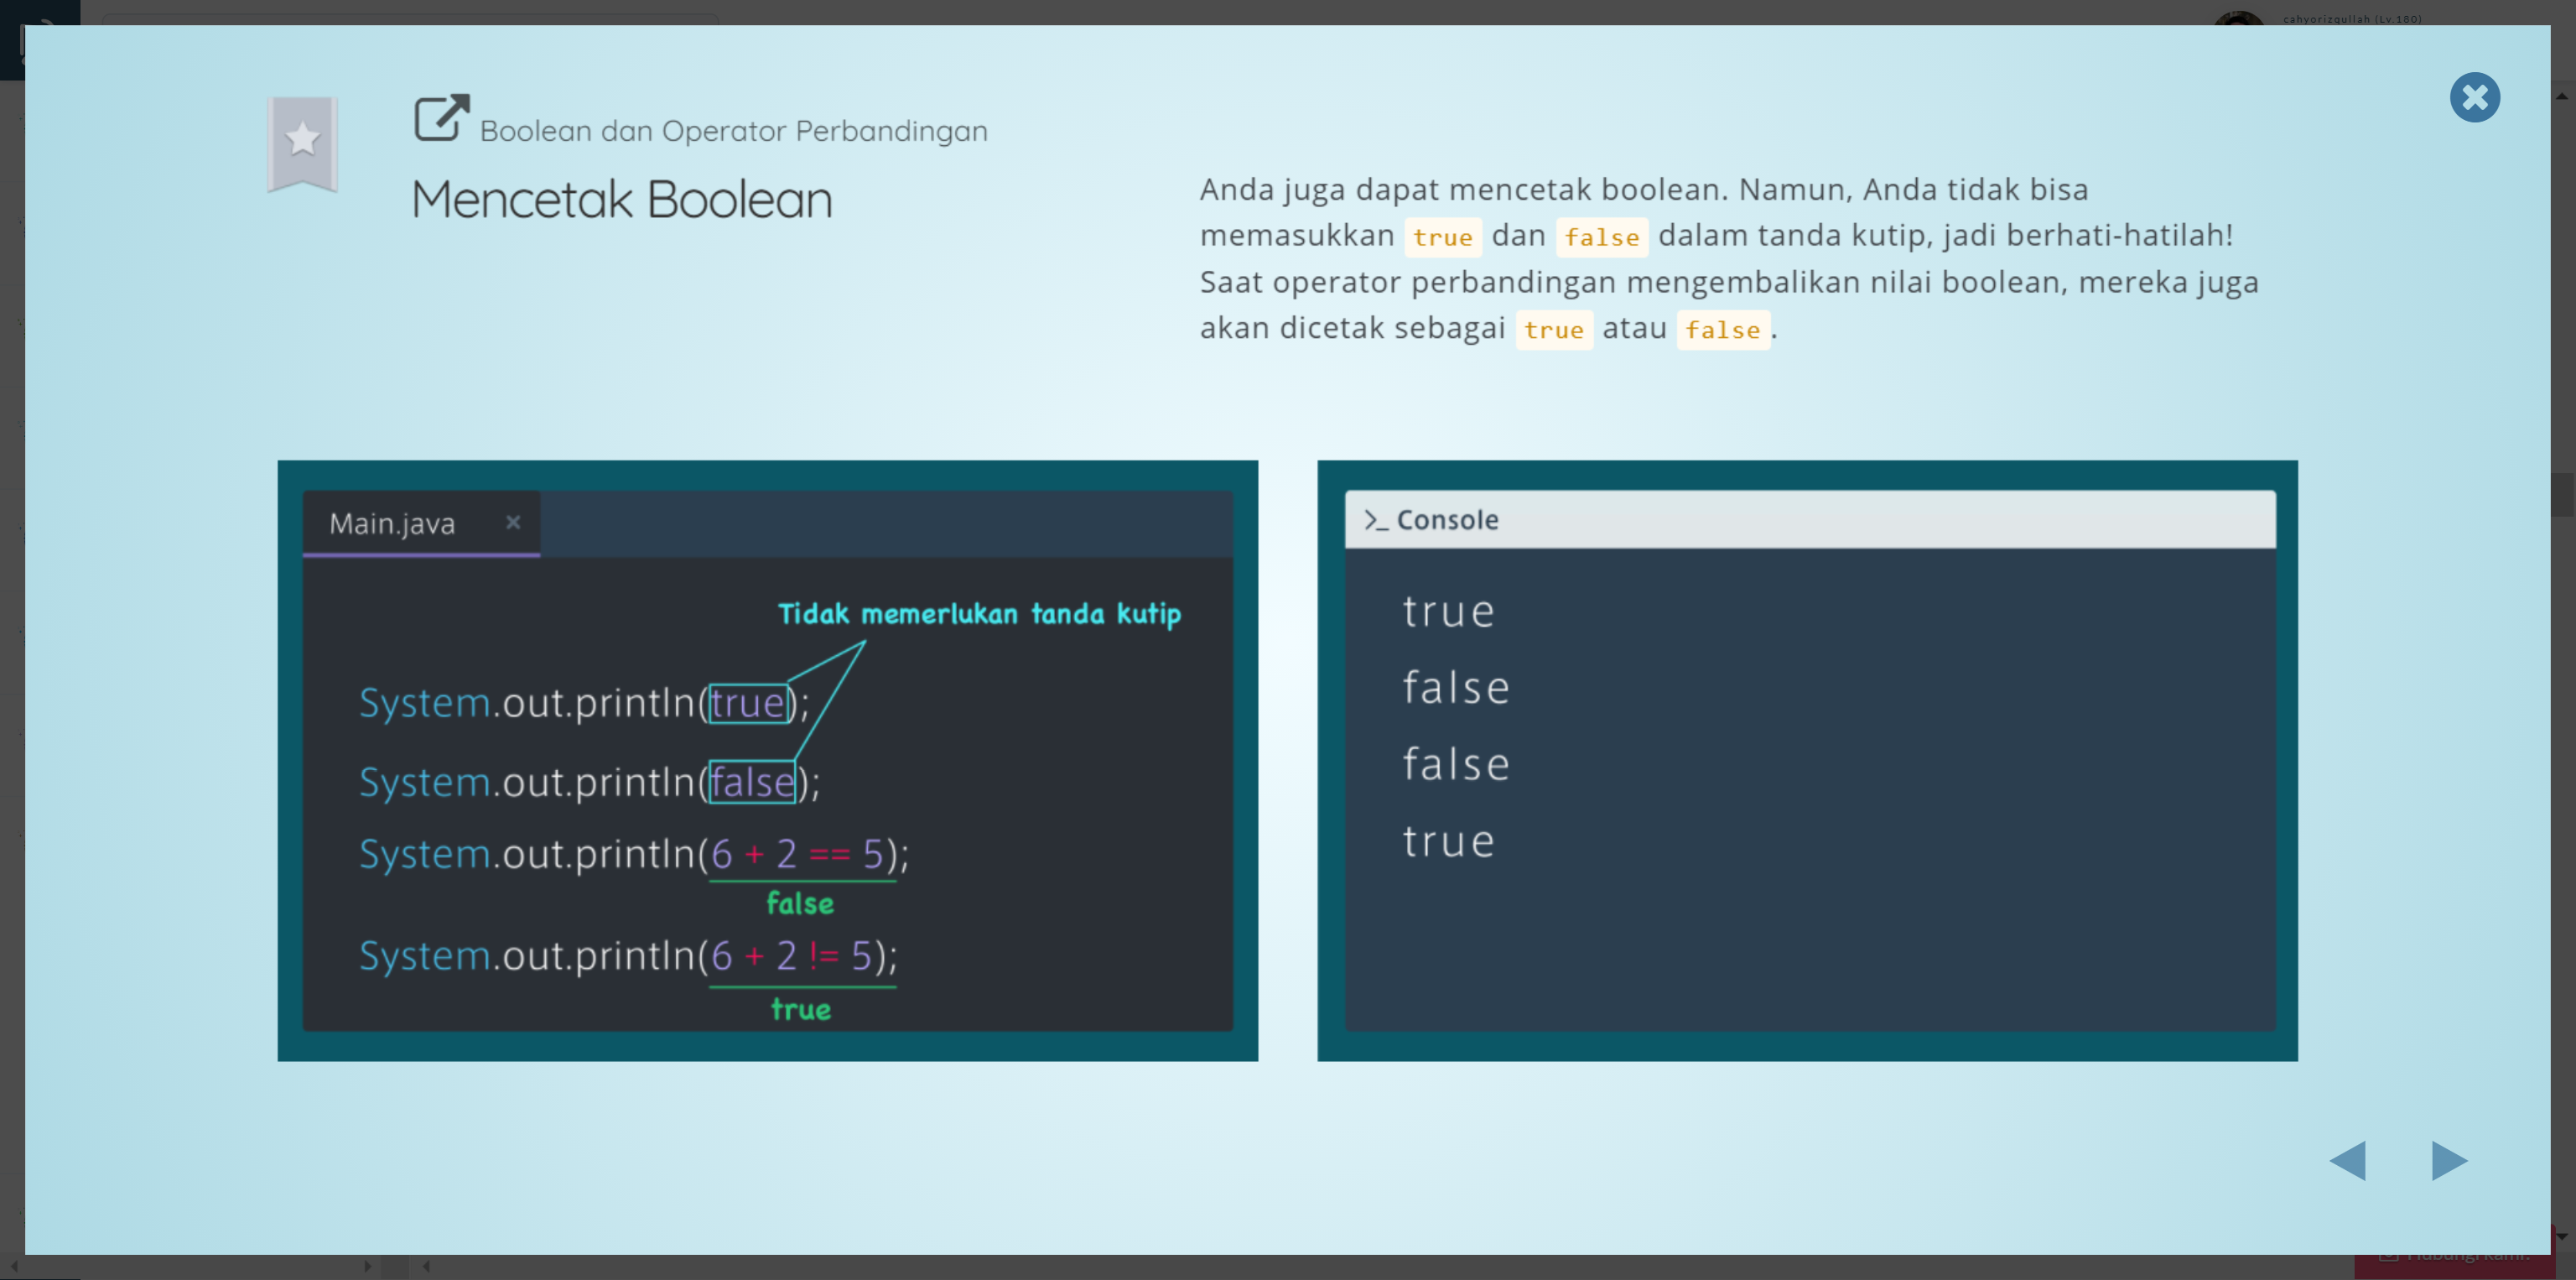 cahyorizqullah (Lv.180)
Boolean dan Operator Perbandingan
Mencetak Boolean
Anda juga dapat mencetak boolean. Namun, Anda tidak bisa
memasukkan true dan false dalam tanda kutip, jadi berhati-hatilah!
Saat operator perbandingan mengembalikan nilai boolean, mereka juga
akan dicetak sebagai true atau false.
Main.java
Tidak memerlukan tanda kutip
System.out.println(true);
System.out.println(false);
System.out.println(6 + 2 == 5);
false
System.out.println(6 + 2 != 5);
true
>_ Console
true
false
false
true